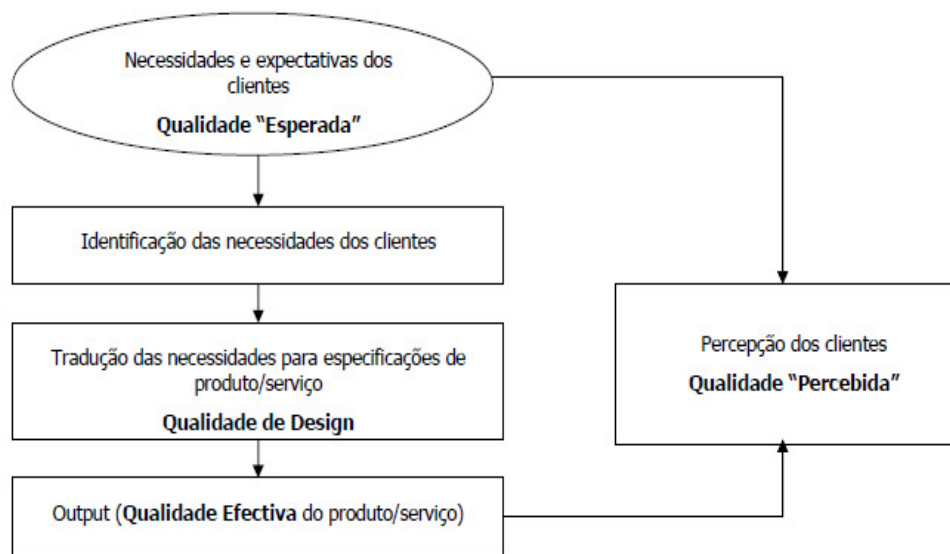 Necessidades e expectativas dos
clientes
Qualidade “Esperada”
Identificação das necessidades dos clientes
Tradução das necessidades para especificações de
produto/serviço
Qualidade de Design
Output (Qualidade Efectiva do produto/serviço)
Percepção dos clientes
Qualidade “Percebida”